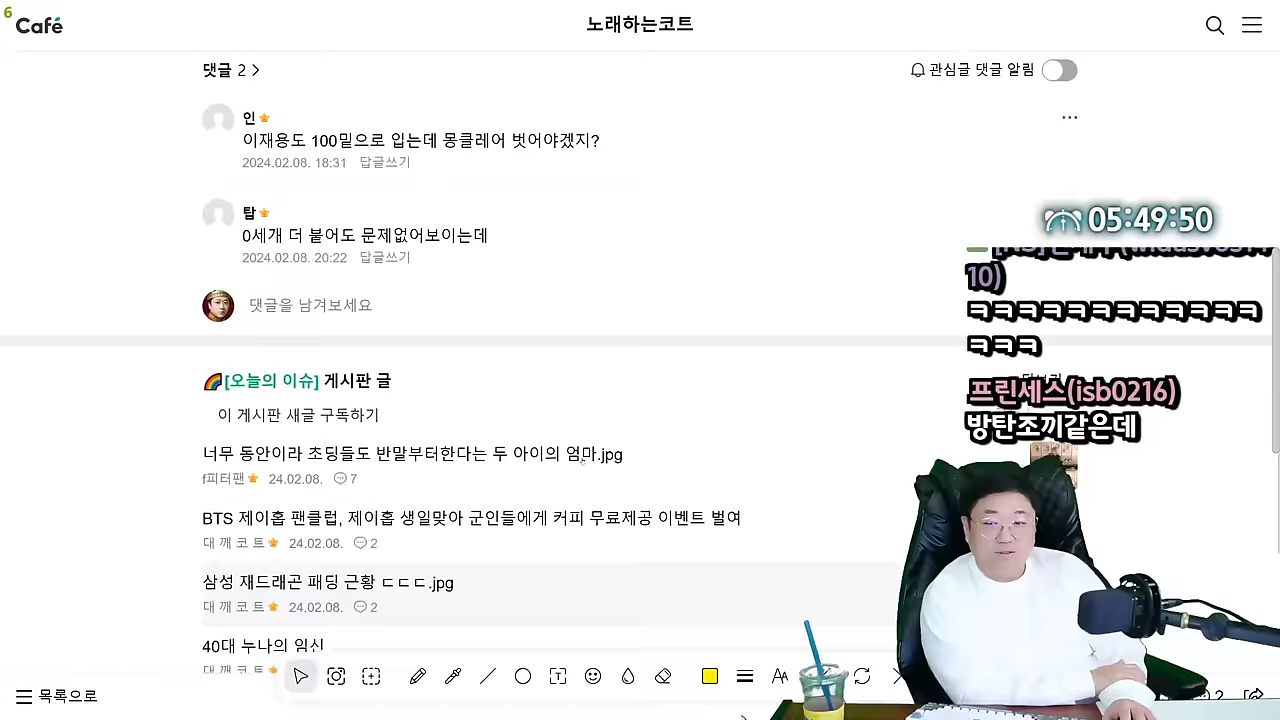 6
Café
노래하는코트
댓글 2
관심글 댓글 알림
인
이재용도 100밑으로 입는데 몽클레어 벗어야겠지?
2024.02.08. 18:31 답글쓰기
탑
0세개 더 붙어도 문제없어보이는데
2024.02.08. 20:22 답글쓰기
댓글을 남겨보세요
05:49:50
10)
ㅋㅋㅋㅋㅋㅋㅋㅋㅋㅋㅋㅋ
ㅋㅋㅋ
프린세스(isb0216)
방탄조끼같은데
[오늘의 이슈] 게시판 글
이 게시판 새글 구독하기
너무 동안이라 초딩들도 반말부터한다는 두 아이의 엄마.jpg
f피터팬 24.02.08. 7
BTS 제이홉 팬클럽, 제이홉 생일맞아 군인들에게 커피 무료제공 이벤트 벌여
대 깨 코 트 24.02.08. 2
삼성 재드래곤 패딩 근황 ㄷㄷㄷ.jpg
대 깨 코 트 24.02.08. 2
40대 누나의 임신
대 깨 코 트
목록으로
2